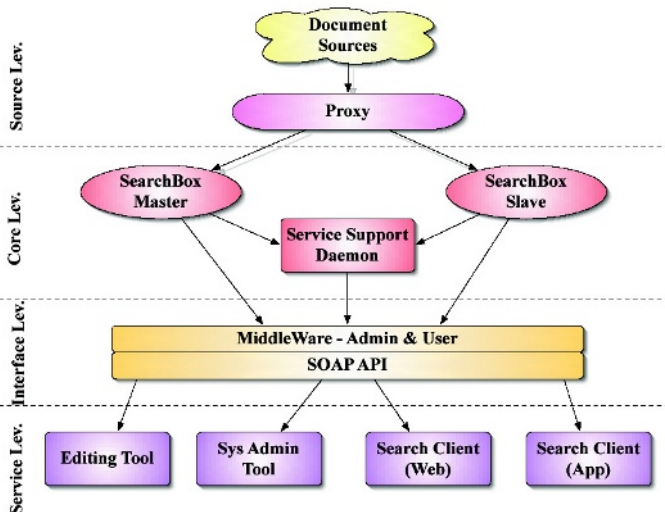 Source Lev.
Document
Sources
Proxy
Core Lev.
SearchBox
Master
SearchBox
Slave
Service Support
Daemon
Interface Lev.
MiddleWare - Admin & User
SOAP API
Service Lev.
Editing Tool
Sys Admin
Tool
Search Client
(Web)
Search Client
(App)